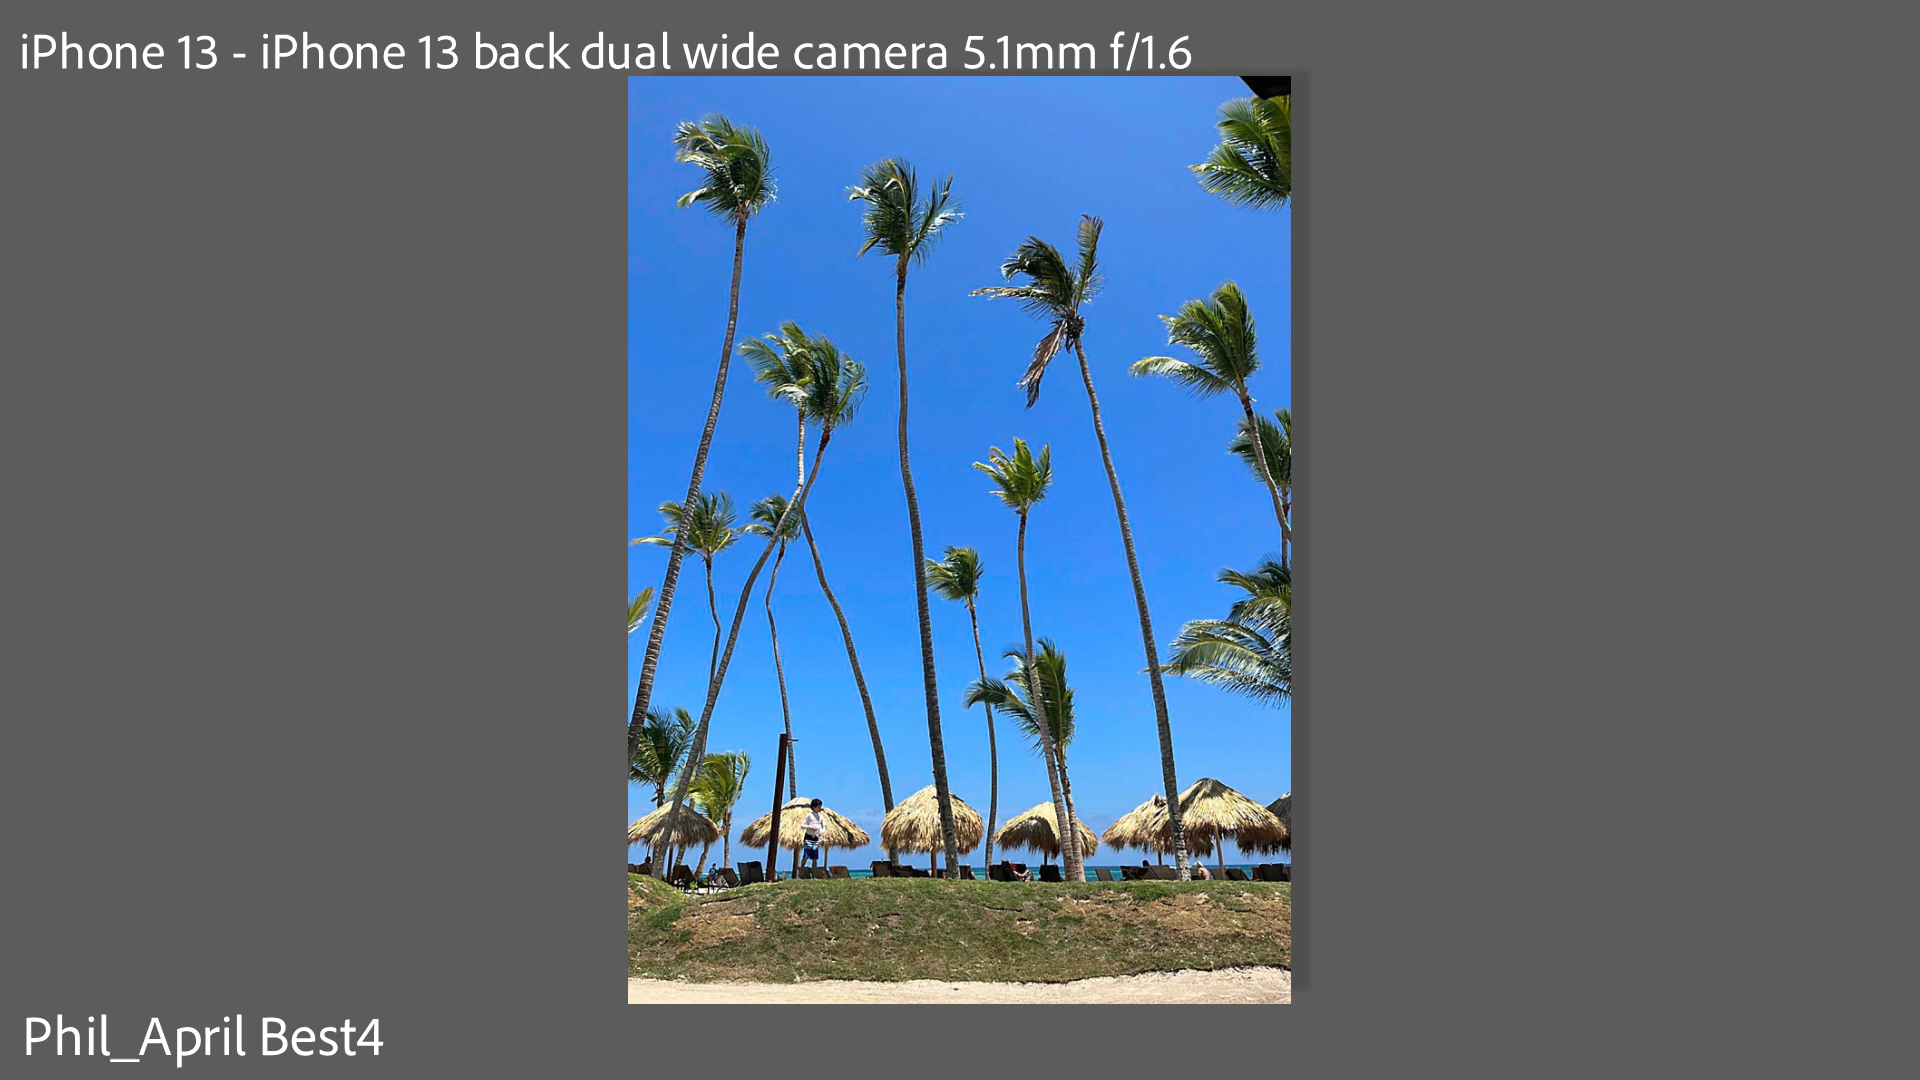 iPhone 13 - iPhone 13 back dual wide camera 5.1mm f/1.6
Phil_April Best4